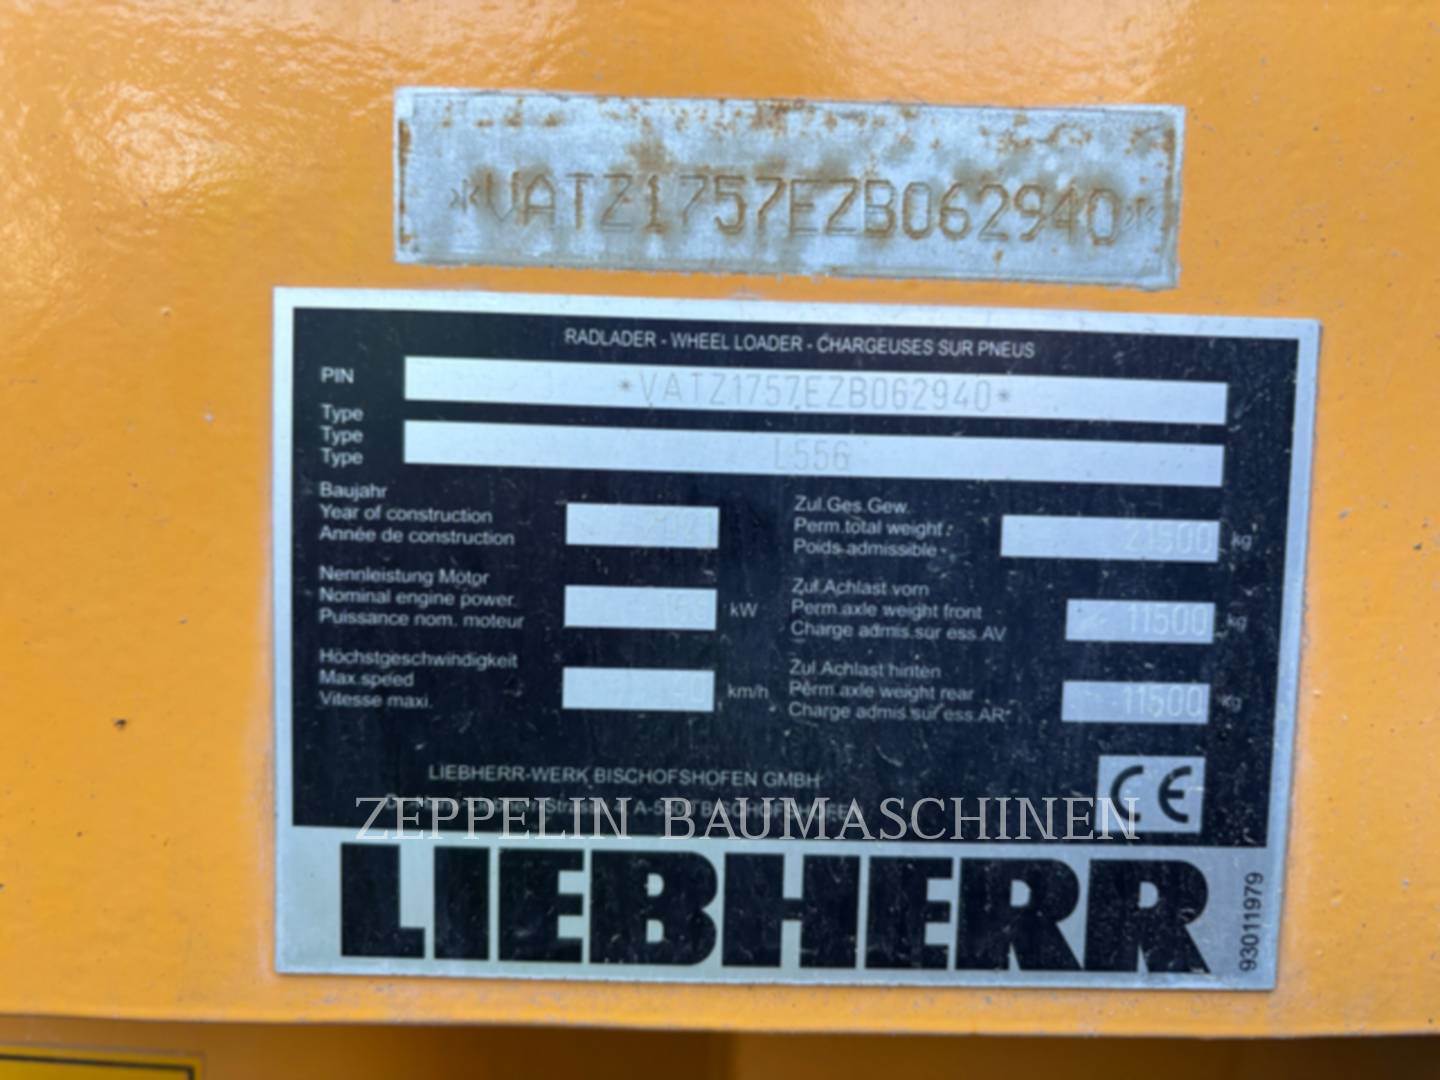 *VATZ1757EZB062940*
RADLADER - WHEEL LOADER - CHARGEUSES SUR PNEUS
PIN *VATZ1757EZB062940*
Type
Type L556
Type
Baujahr
Year of construction
Année de construction
Zul.Ges.Gew.
Perm.total weight 21500 kg
Poids admissible
Nennleistung Motor
Nominal engine power kW
Puissance nom. moteur
Zul.Achlast vorn
Perm.axle weight front 11500 kg
Charge admis.sur ess.AV
Höchstgeschwindigkeit
Max.speed 40 km/h
Vitesse maxi.
Zul.Achlast hinten
Perm.axle weight rear 11500 kg
Charge admis.sur ess.AR
LIEBHERR-WERK BISCHOFSHOFEN GMBH
CE
ZEPPELIN BAUMASCHINEN
LIEBHERR
93011979